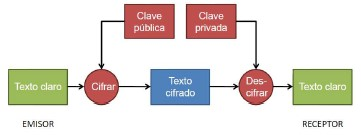 Clave
pública
Clave
privada
Texto claro
Cifrar
Texto
cifrado
Des-
cifrar
Texto claro
EMISOR
RECEPTOR